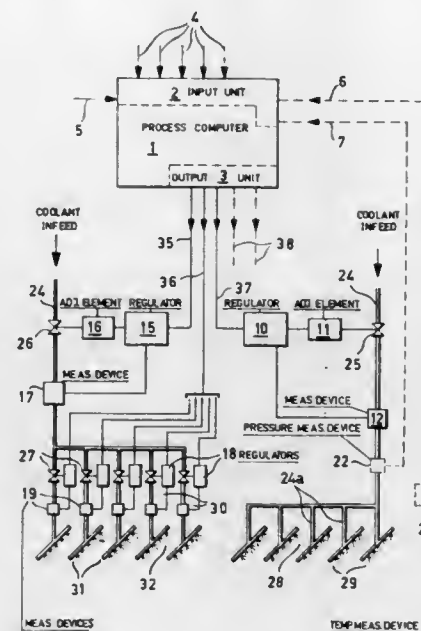 4
2 INPUT UNIT
6
5
PROCESS COMPUTER
7
1
OUTPUT 3 UNIT
35
38
COOLANT INFEED
36
COOLANT INFEED
37
24
ADJ. ELEMENT
REGULATOR
REGULATOR
ADJ. ELEMENT
24
16
15
10
11
26
25
MEAS DEVICE
MEAS DEVICE
17
12
PRESSURE MEAS DEVICE
27
18 REGULATORS
22
19
30
24a
31
32
28
29
MEAS DEVICES
TEMP.MEAS. DEVICE